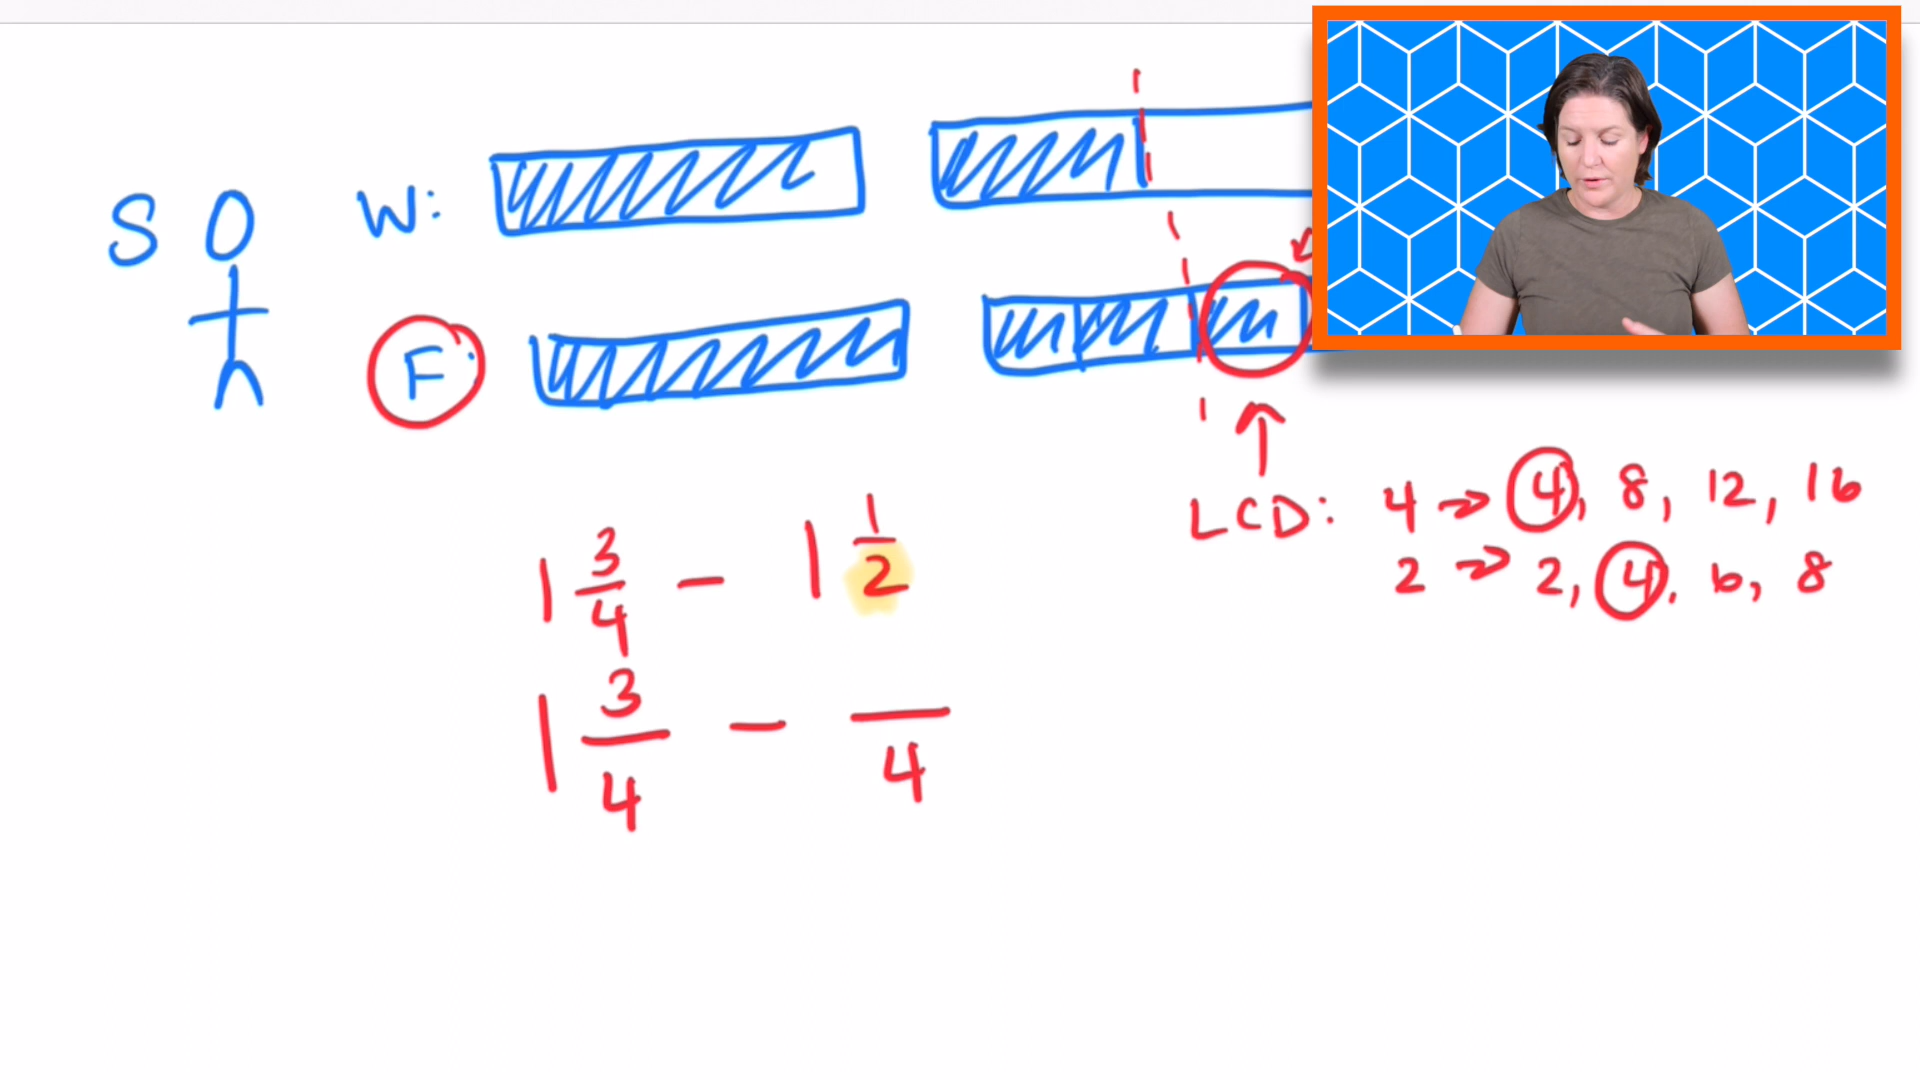 S
W:
F:
LCD: 4 → 4, 8, 12, 16
2 → 2, 4, 6, 8
1 3/4 - 1 1/2
1 3/4 - /4